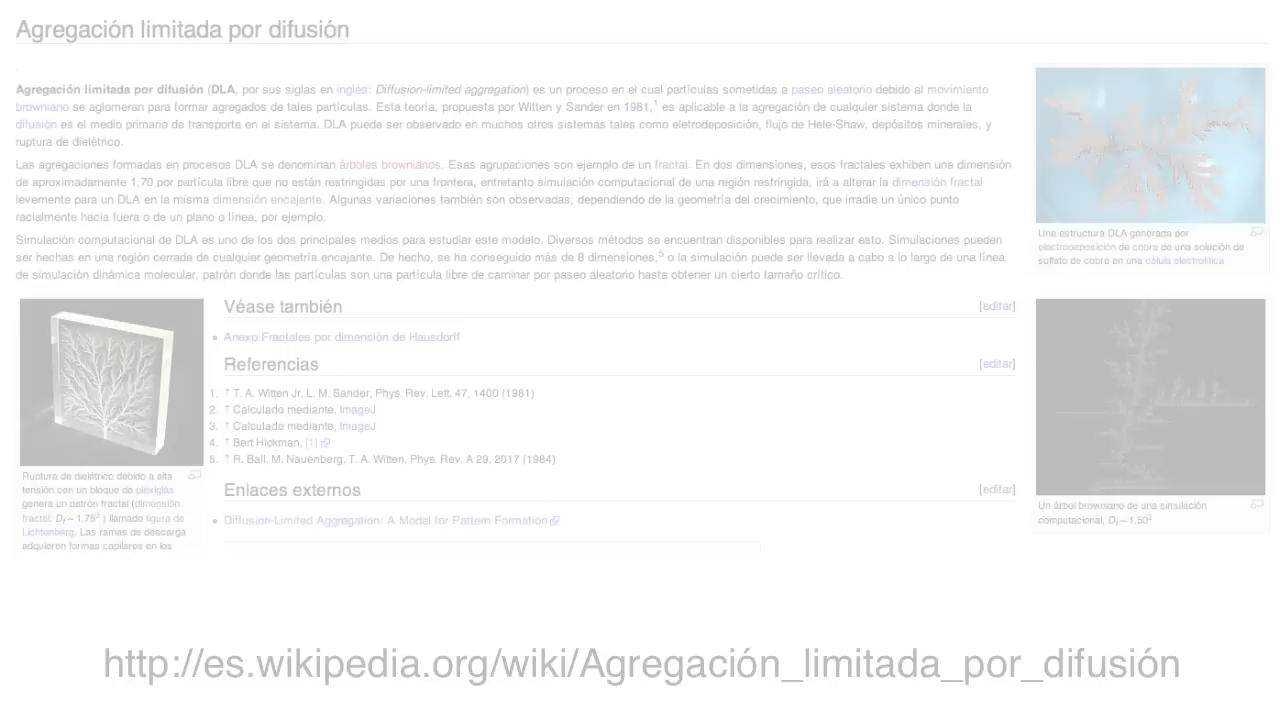 Agregación limitada por difusión
Agregación limitada por difusión (DLA, por sus siglas en inglés: Diffusion-limited aggregation) es un proceso en el cual partículas sometidas a paseo aleatorio debido al movimiento
browniano se aglomeran para formar agregados de tales partículas. Esta teoría, propuesta por Witten y Sander en 1981,1 es aplicable a la agregación de cualquier sistema donde la
difusión es el medio primario de transporte en el sistema. DLA puede ser observado en muchos otros sistemas tales como eletrodeposición, flujo de Hele-Shaw, depósitos minerales, y
ruptura de dielétrico.
Las agregaciones formadas en procesos DLA se denominan árboles brownianos. Esas agrupaciones son ejemplo de un fractal. En dos dimensiones, esos fractales exhiben una dimensión
de aproximadamente 1,70 por partícula libre que no están restringidas por una frontera, entretanto simulación computacional de una región restringida, irá a alterar la dimensión fractal
levemente para un DLA en la misma dimensión encajante. Algunas variaciones también son observadas, dependiendo de la geometría del crecimiento, que irradie un único punto
racialmente hacia fuera o de un plano o línea, por ejemplo.
Simulación computacional de DLA es uno de los dos principales medios para estudiar este modelo. Diversos métodos se encuentran disponibles para realizar esto. Simulaciones pueden
ser hechas en una región cerrada de cualquier geometría encajante. De hecho, se ha conseguido más de 8 dimensiones,5 o la simulación puede ser llevada a cabo a lo largo de una línea
de simulación dinámica molecular, patrón donde las partículas son una partícula libre de caminar por paseo aleatorio hasta obtener un cierto tamaño crítico.
Una estructura DLA generada por
electrodeposición de cobre de una solución de
sulfato de cobre en una célula electrolítica
Ruptura de dielétrico debido a alta
tensión con un bloque de plexiglás
genera un patrón fractal (dimensión
fractal: Df ~ 1.753 ) llamado figura de
Lichtenberg. Las ramas de descarga
adquieren formas capilares en los
Véase también [editar]
• Anexo:Fractales por dimensión de Hausdorff
Referencias [editar]
1. ↑ T. A. Witten Jr, L. M. Sander, Phys. Rev. Lett. 47, 1400 (1981)
2. ↑ Calculado mediante, ImageJ
3. ↑ Calculado mediante, ImageJ
4. ↑ Bert Hickman, [1]
5. ↑ R. Ball, M. Nauenberg, T. A. Witten, Phys. Rev. A 29, 2017 (1984)
Enlaces externos [editar]
• Diffusion-Limited Aggregation: A Model for Pattern Formation
Un árbol browniano de una simulación
computacional, Df ~ 1.502
http://es.wikipedia.org/wiki/Agregación_limitada_por_difusión